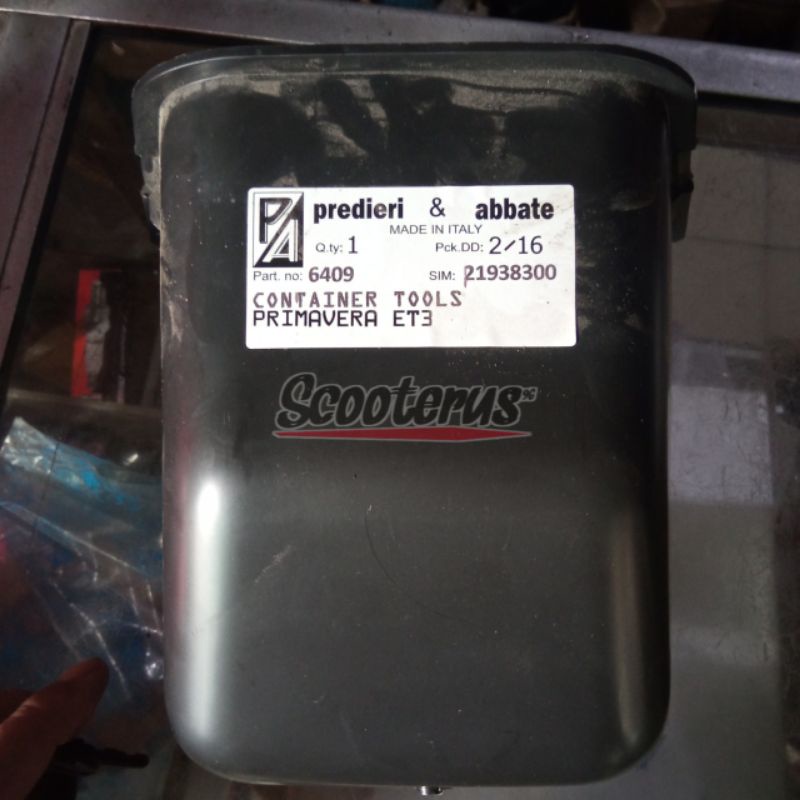 PA predieri & abbate
MADE IN ITALY
Q.ty: 1 Pck.DD: 2/16
Part. no: 6409 SIM: 21938300
CONTAINER TOOLS
PRIMAVERA ET3
Scooterus96